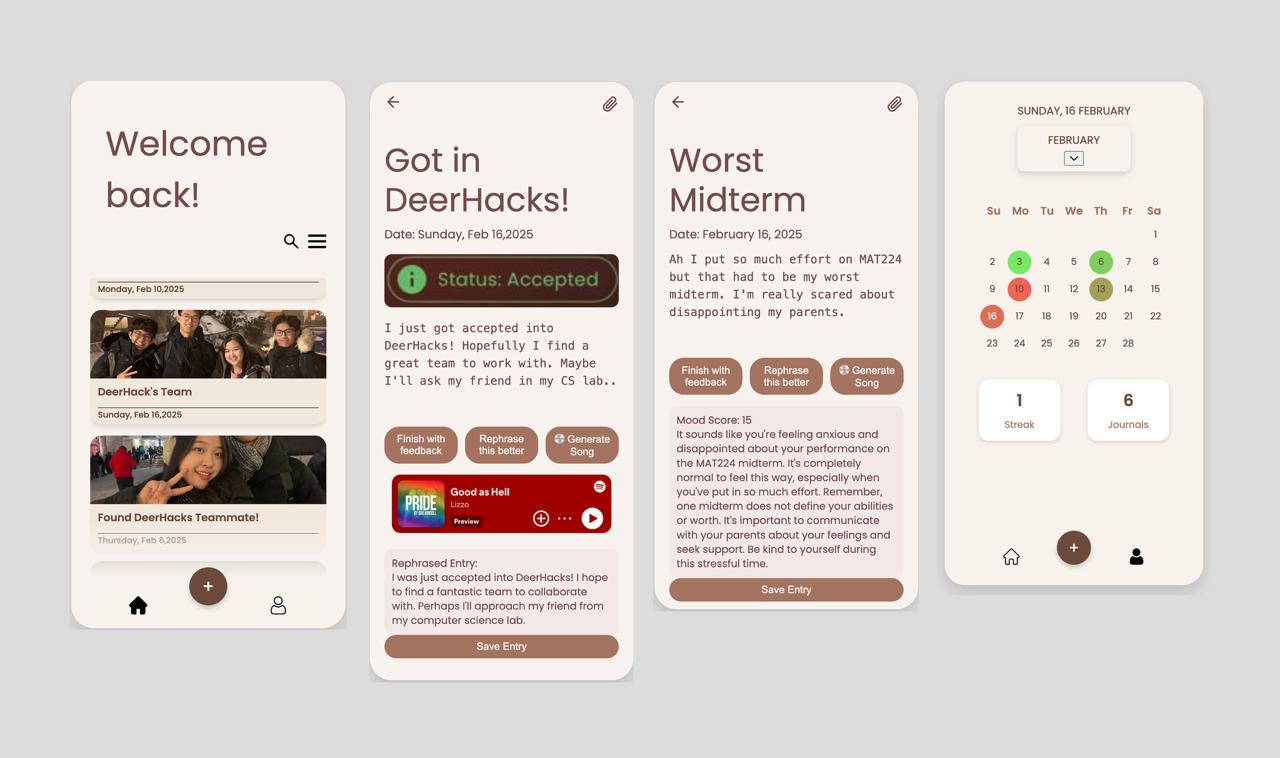 Welcome
back!
Monday, Feb 10,2025
DeerHack's Team
Sunday, Feb 16,2025
Found DeerHacks Teammate!
Thursday, Feb 6,2025
+
Got in
DeerHacks!
Date: Sunday, Feb 16,2025
i Status: Accepted
I just got accepted into
DeerHacks! Hopefully I find a
great team to work with. Maybe
I'll ask my friend in my CS lab..
Finish with
feedback
Rephrase
this better
Generate
Song
PRIDE
Good as Hell
Lizzo
Preview
Rephrased Entry:
I was just accepted into DeerHacks! I hope
to find a fantastic team to collaborate
with. Perhaps I'll approach my friend from
my computer science lab.
Save Entry
Worst
Midterm
Date: February 16, 2025
Ah I put so much effort on MAT224
but that had to be my worst
midterm. I'm really scared about
disappointing my parents.
Finish with
feedback
Rephrase
this better
Generate
Song
Mood Score: 15
It sounds like you're feeling anxious and
disappointed about your performance on
the MAT224 midterm. It's completely
normal to feel this way, especially when
you've put in so much effort. Remember,
one midterm does not define your abilities
or worth. It's important to communicate
with your parents about your feelings and
seek support. Be kind to yourself during
this stressful time.
Save Entry
SUNDAY, 16 FEBRUARY
FEBRUARY
Su Mo Tu We Th Fr Sa
1
2 3 4 5 6 7 8
9 10 11 12 13 14 15
16 17 18 19 20 21 22
23 24 25 26 27 28
1
Streak
6
Journals
+